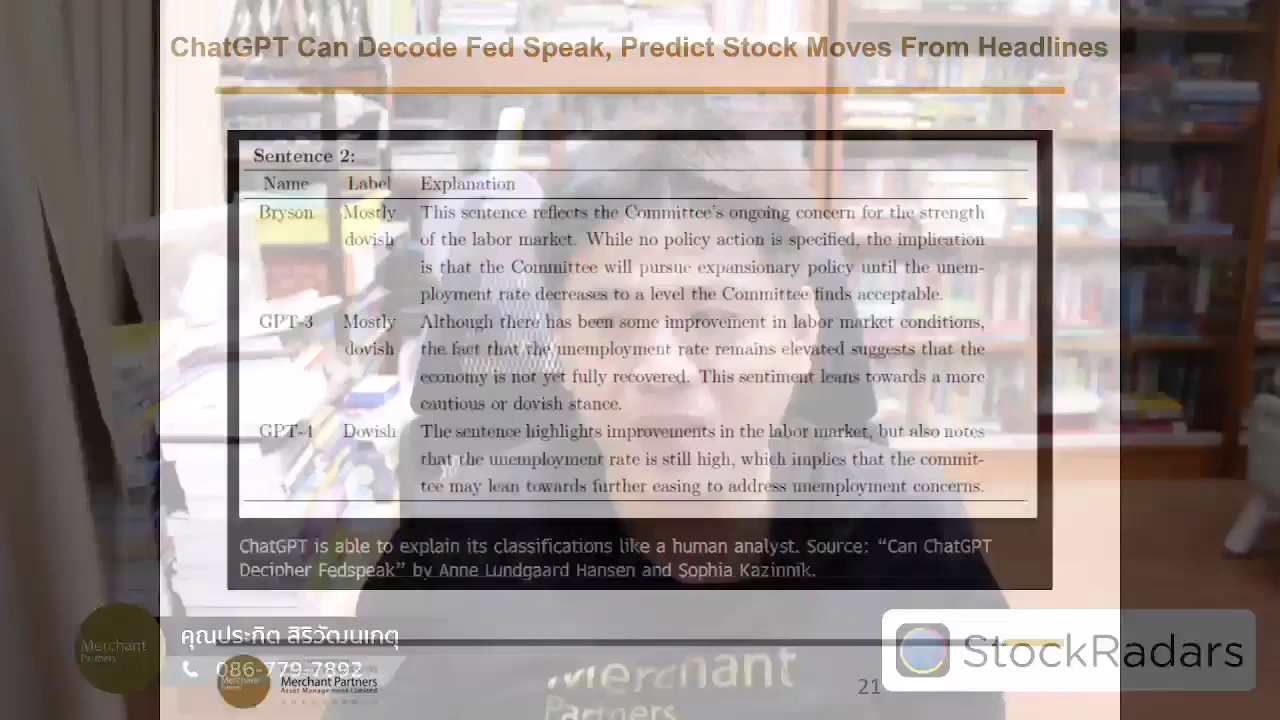 ChatGPT Can Decode Fed Speak, Predict Stock Moves From Headlines
Sentence 2:
Name Label Explanation
Bryson Mostly This sentence reflects the Committee's ongoing concern for the strength
dovish of the labor market. While no policy action is specified, the implication
is that the Committee will pursue expansionary policy until the unem-
ployment rate decreases to a level the Committee finds acceptable.
GPT-3 Mostly Although there has been some improvement in labor market conditions,
dovish the fact that the unemployment rate remains elevated suggests that the
economy is not yet fully recovered. This sentiment leans towards a more
cautious or dovish stance.
GPT-4 Dovish The sentence highlights improvements in the labor market, but also notes
that the unemployment rate is still high, which implies that the commit-
tee may lean towards further easing to address unemployment concerns.
ChatGPT is able to explain its classifications like a human analyst. Source: “Can ChatGPT
Decipher Fedspeak” by Anne Lundgaard Hansen and Sophia Kazinnik.
Merchant
Partners
คุณประกิต สิริวัฒนเกตุ
086-779-7892
Merchant Partners
Asset Management Limited
Merchant
Partners
21
StockRadars